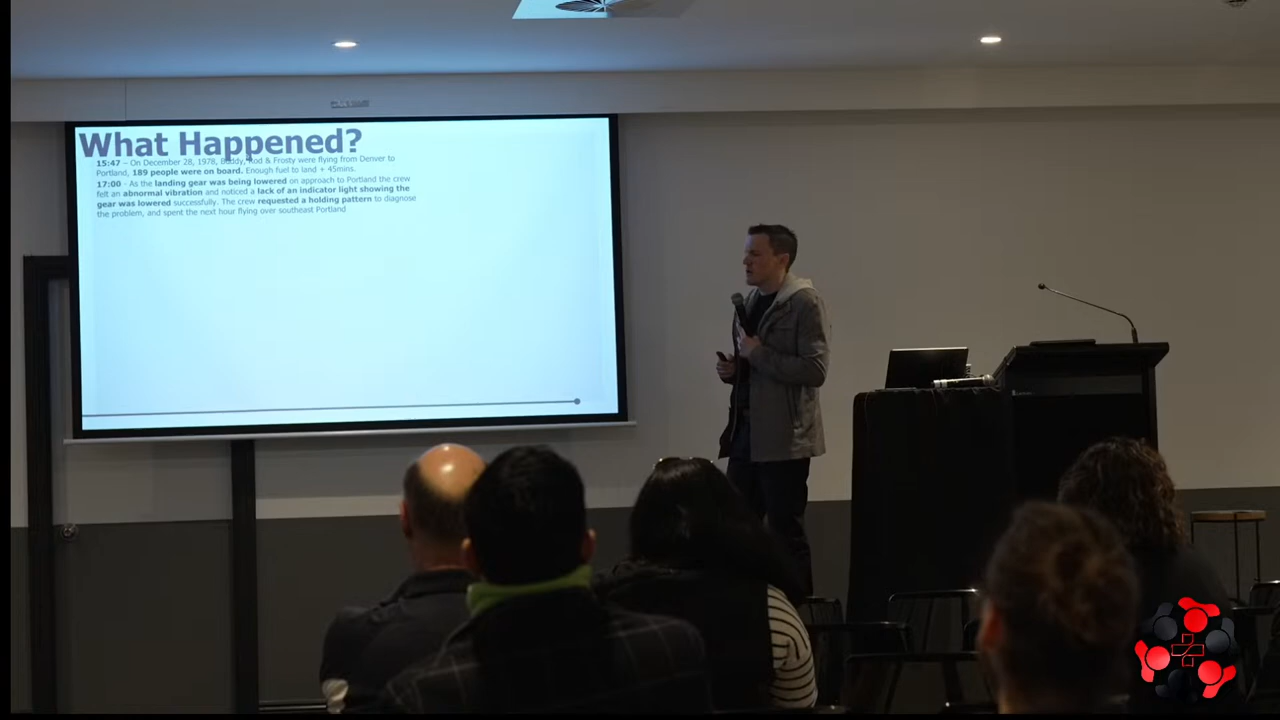 What Happened?
15:47 – On December 28, 1978, Buddy, Rod & Frosty were flying from Denver to
Portland, 189 people were on board. Enough fuel to land + 45mins.
17:00 - As the landing gear was being lowered on approach to Portland the crew
felt an abnormal vibration and noticed a lack of an indicator light showing the
gear was lowered successfully. The crew requested a holding pattern to diagnose
the problem, and spent the next hour flying over southeast Portland